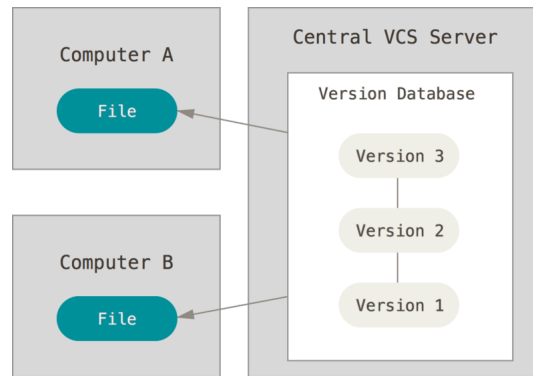 Computer A
File
Computer B
File
Central VCS Server
Version Database
Version 3
Version 2
Version 1